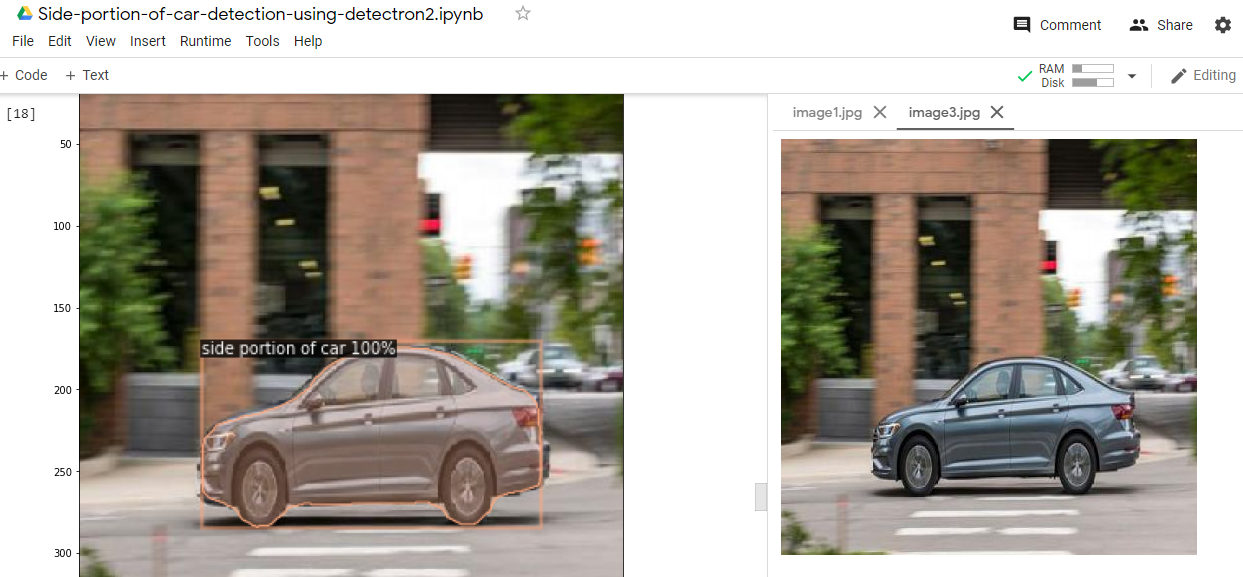 Side-portion-of-car-detection-using-detectron2.ipynb
Comment
Share
File Edit View Insert Runtime Tools Help
+ Code + Text
RAM
Disk
Editing
[18]
image1.jpg
image3.jpg
50
100
150
side portion of car 100%
200
250
300